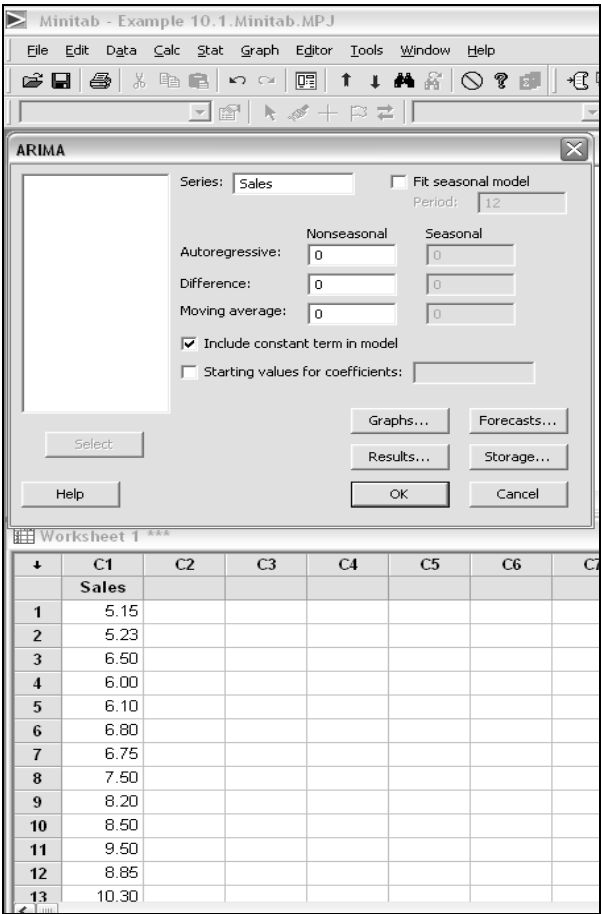 Minitab - Example 10.1.Minitab.MPJ
File Edit Data Calc Stat Graph Editor Tools Window Help
ARIMA
Series: Sales Fit seasonal model
Period: 12
Nonseasonal Seasonal
Autoregressive: 0 0
Difference: 0 0
Moving average: 0 0
Include constant term in model
Starting values for coefficients:
Graphs... Forecasts...
Select
Results... Storage...
Help OK Cancel
Worksheet 1 ***
C1 C2 C3 C4 C5 C6 C7
Sales
1 5.15
2 5.23
3 6.50
4 6.00
5 6.10
6 6.80
7 6.75
8 7.50
9 8.20
10 8.50
11 9.50
12 8.85
13 10.30